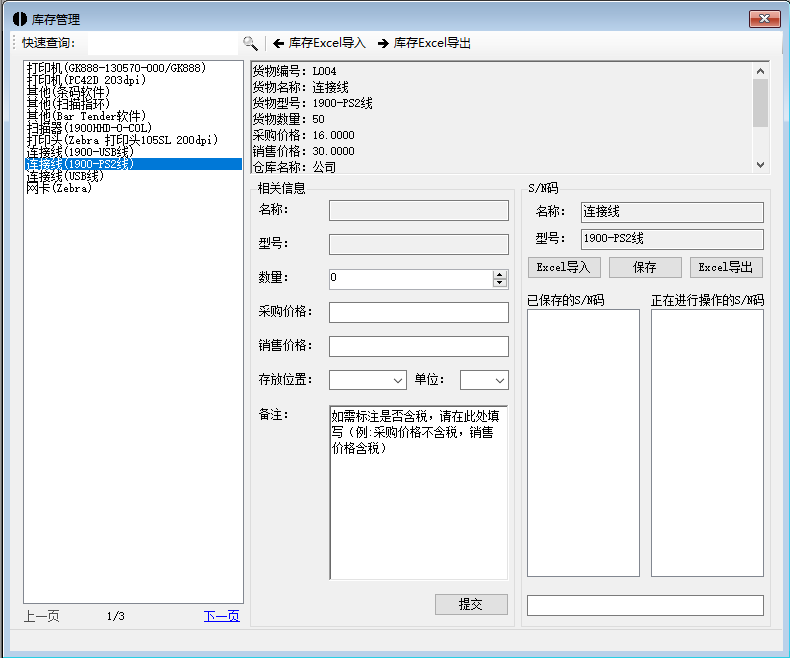 库存管理
快速查询: 库存Excel导入 库存Excel导出
打印机(GK888-130570-000/GK888)
打印机(PC42D 203dpi)
其他(条码软件)
其他(扫描指环)
其他(Bar Tender软件)
扫描器(1900HHD-0-COL)
打印头(Zebra 打印头105SL 200dpi)
连接线(1900-USB线)
连接线(1900-PS2线)
连接线(USB线)
网卡(Zebra)
上一页 1/3 下一页
货物编号: L004
货物名称: 连接线
货物型号: 1900-PS2线
货物数量: 50
采购价格: 16.0000
销售价格: 30.0000
仓库名称: 公司
相关信息
名称:
型号:
数量: 0
采购价格:
销售价格:
存放位置: 单位:
备注:
如需标注是否含税，请在此处填
写（例:采购价格不含税，销售
价格含税）
提交
S/N码
名称: 连接线
型号: 1900-PS2线
Excel导入 保存 Excel导出
已保存的S/N码 正在进行操作的S/N码